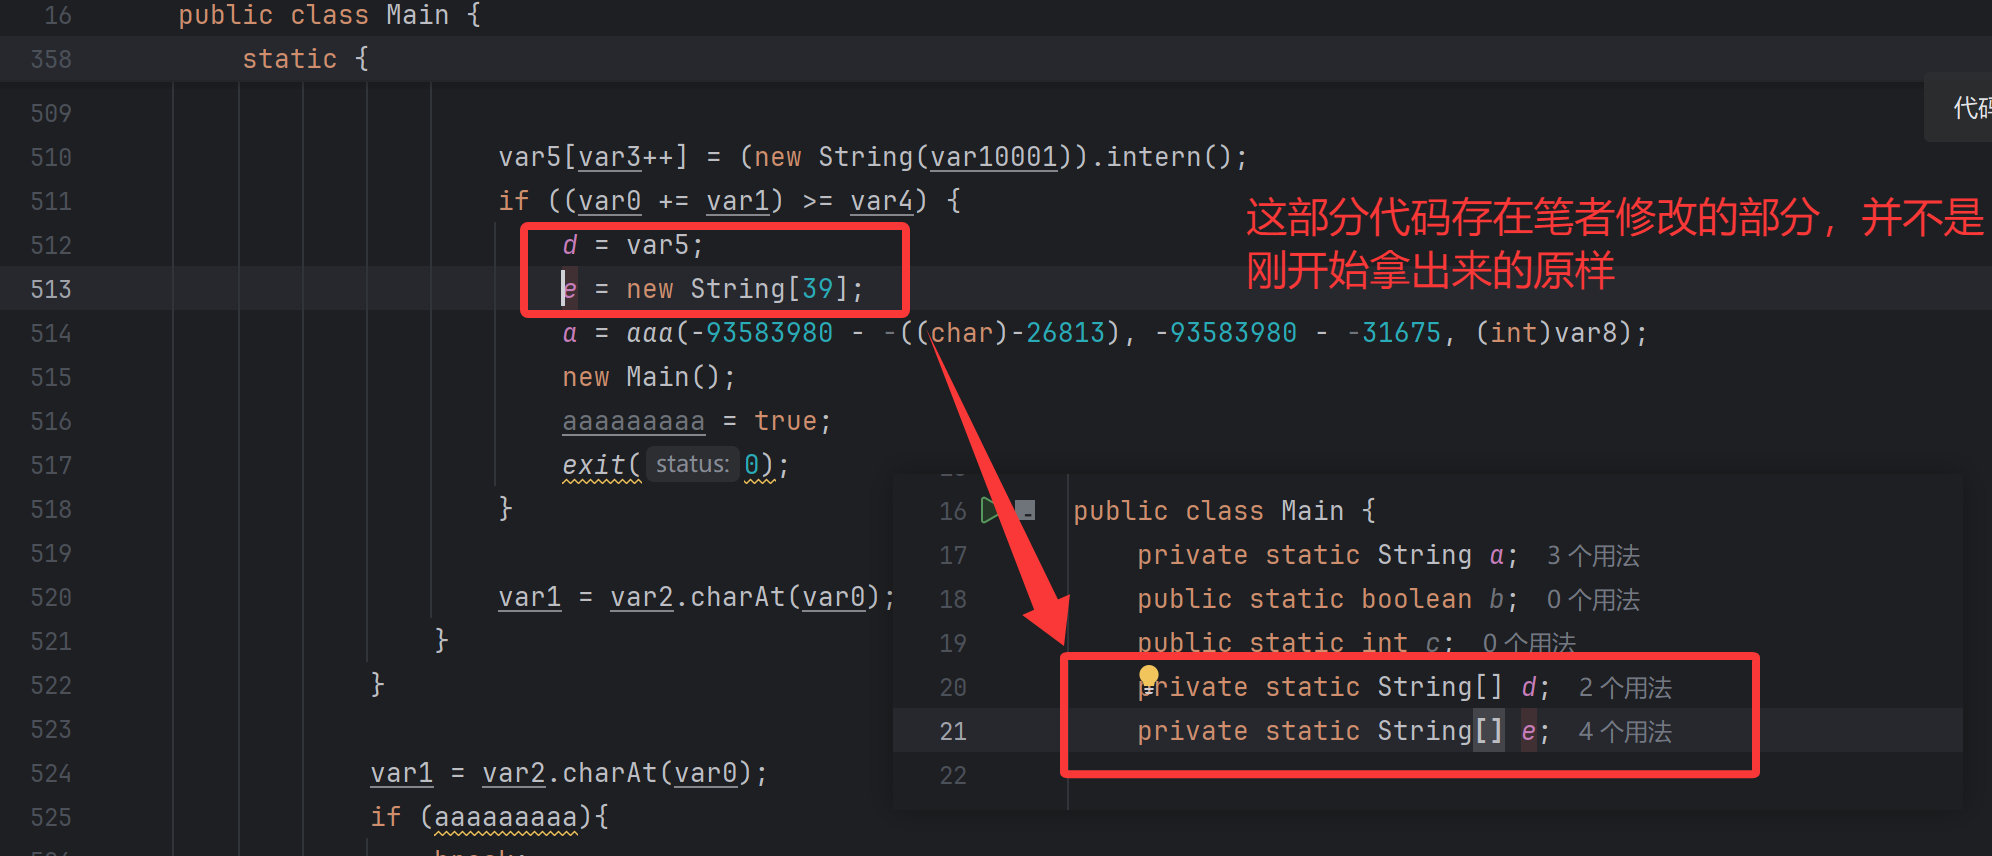 16 public class Main {
358 static {
509
代码
510 var5[var3++] = (new String(var10001)).intern();
511 if ((var0 += var1) >= var4) {
这部分代码存在笔者修改的部分，并不是
刚开始拿出来的原样
512 d = var5;
513 e = new String[39];
514 a = aaa(-93583980 - -((char)-26813), -93583980 - -31675, (int)var8);
515 new Main();
516 aaaaaaaaa = true;
517 exit( status: 0);
518 }
519
520 var1 = var2.charAt(var0);
521 }
522 }
523
524 var1 = var2.charAt(var0);
525 if (aaaaaaaaa){
16 public class Main {
17 private static String a; 3 个用法
18 public static boolean b; 0 个用法
19 public static int c; 0 个用法
20 private static String[] d; 2 个用法
21 private static String[] e; 4 个用法
22